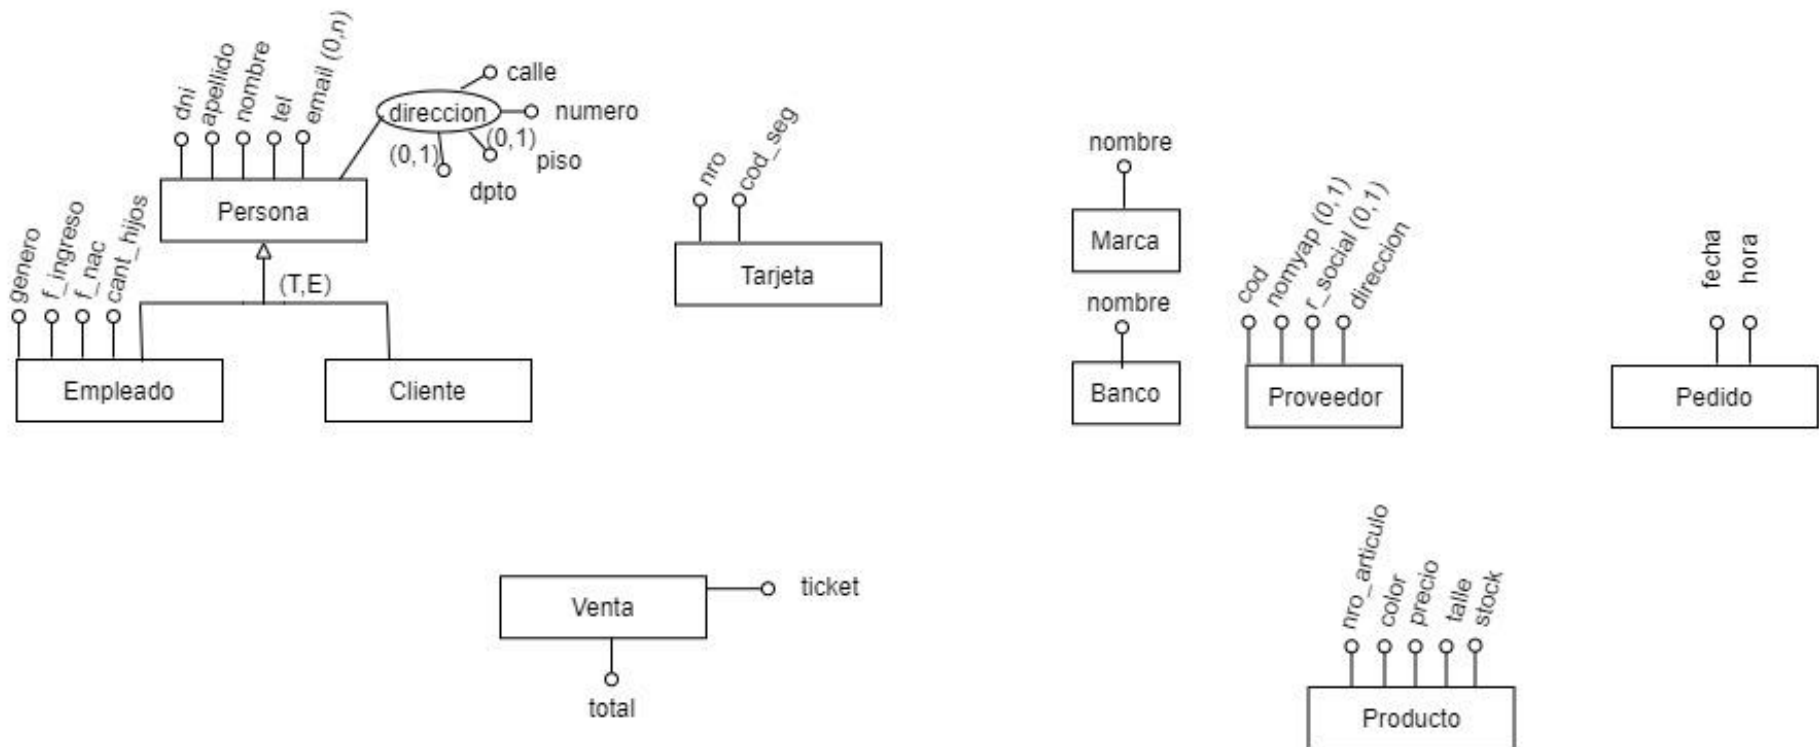 dni
apellido
nombre
tel
email (0,n)
direccion
calle
numero
(0,1)
piso
(0,1)
dpto
Persona
genero
f_ingreso
f_nac
cant_hijos
(T,E)
Empleado
Cliente
nro
cod_seg
Tarjeta
nombre
Marca
nombre
Banco
cod
nomyap (0,1)
r_social (0,1)
direccion
Proveedor
fecha
hora
Pedido
Venta
ticket
total
nro_articulo
color
precio
talle
stock
Producto